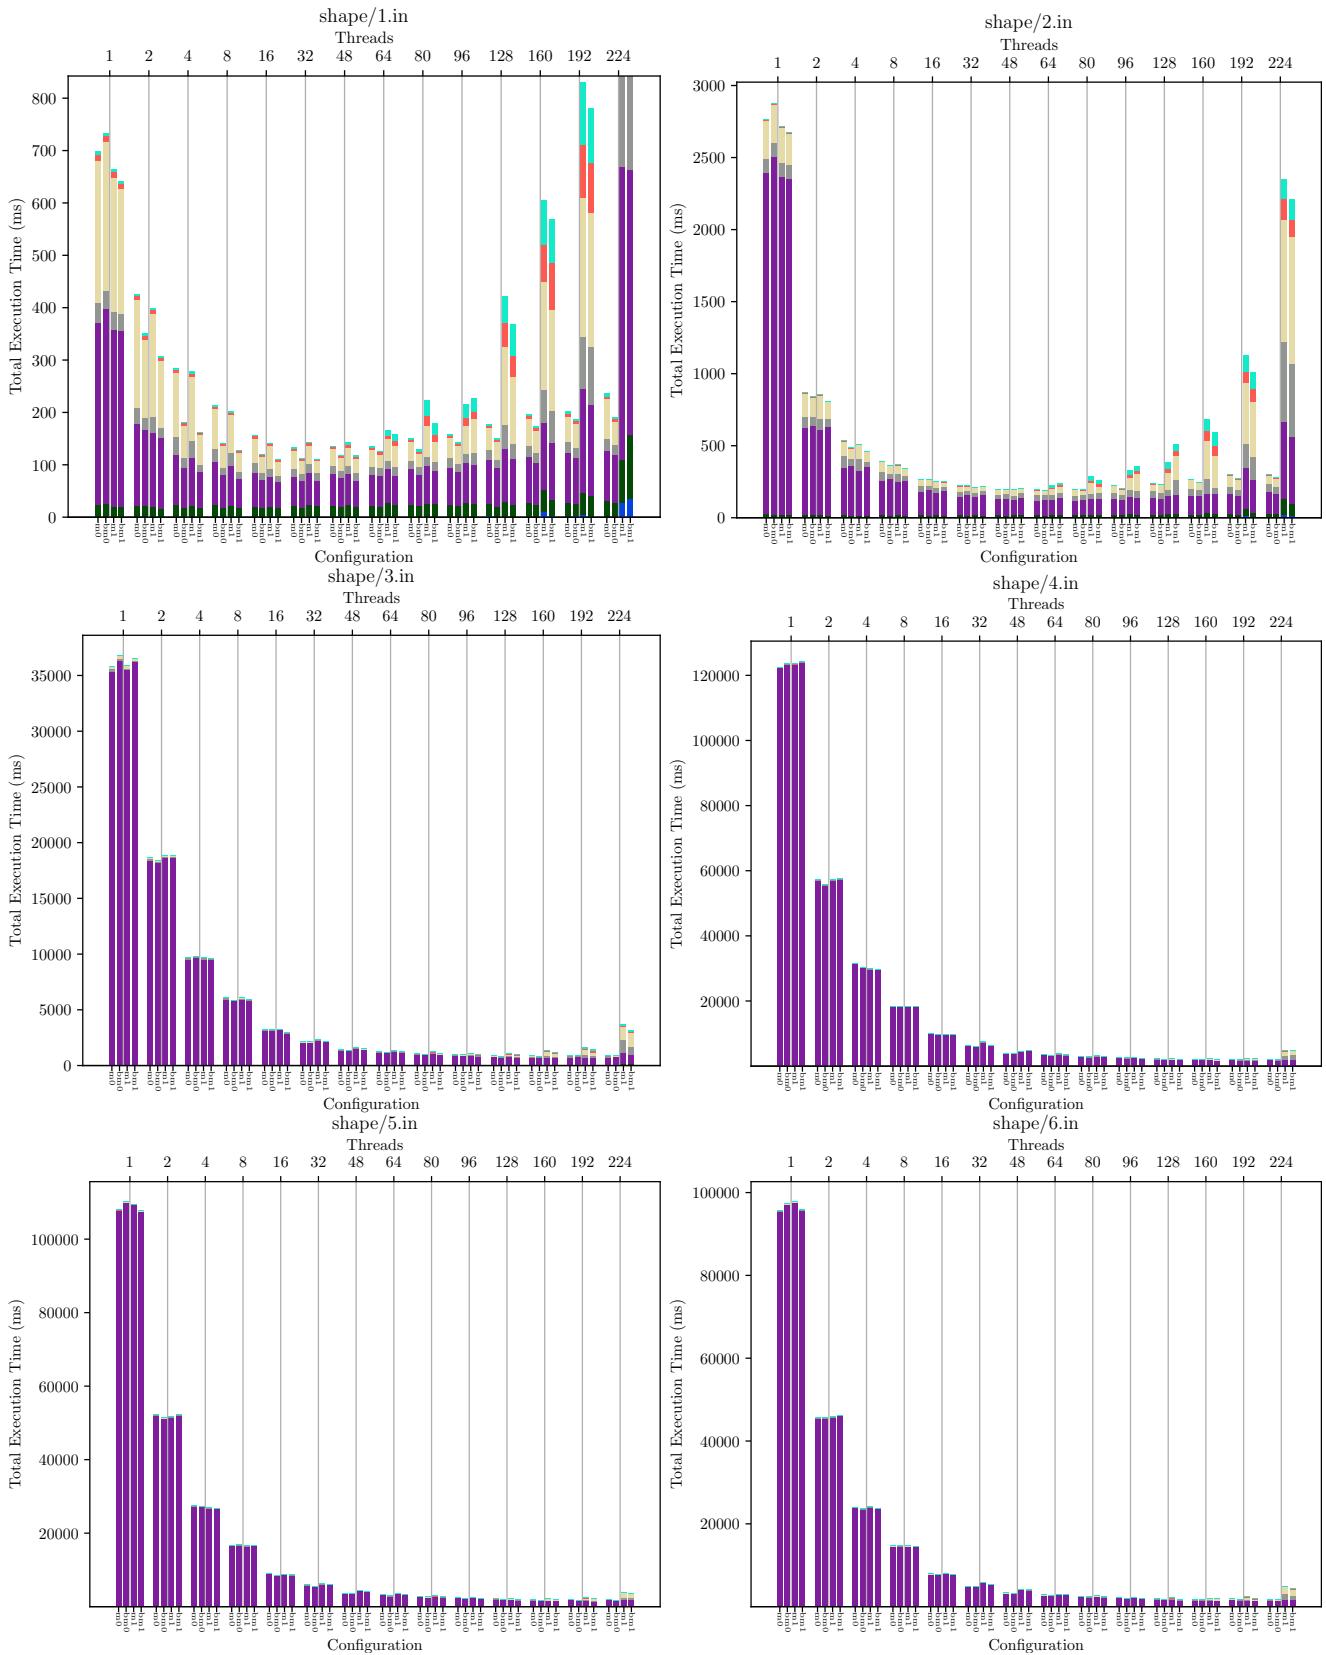 shape/1.in
Threads
1 2 4 8 16 32 48 64 80 96 128 160 192 224
Total Execution Time (ms)
800
700
600
500
400
300
200
100
0
Configuration
shape/2.in
Threads
1 2 4 8 16 32 48 64 80 96 128 160 192 224
Total Execution Time (ms)
3000
2500
2000
1500
1000
500
0
Configuration
shape/3.in
Threads
1 2 4 8 16 32 48 64 80 96 128 160 192 224
Total Execution Time (ms)
35000
30000
25000
20000
15000
10000
5000
0
Configuration
shape/4.in
Threads
1 2 4 8 16 32 48 64 80 96 128 160 192 224
Total Execution Time (ms)
120000
100000
80000
60000
40000
20000
Configuration
shape/5.in
Threads
1 2 4 8 16 32 48 64 80 96 128 160 192 224
Total Execution Time (ms)
100000
80000
60000
40000
20000
Configuration
shape/6.in
Threads
1 2 4 8 16 32 48 64 80 96 128 160 192 224
Total Execution Time (ms)
100000
80000
60000
40000
20000
Configuration